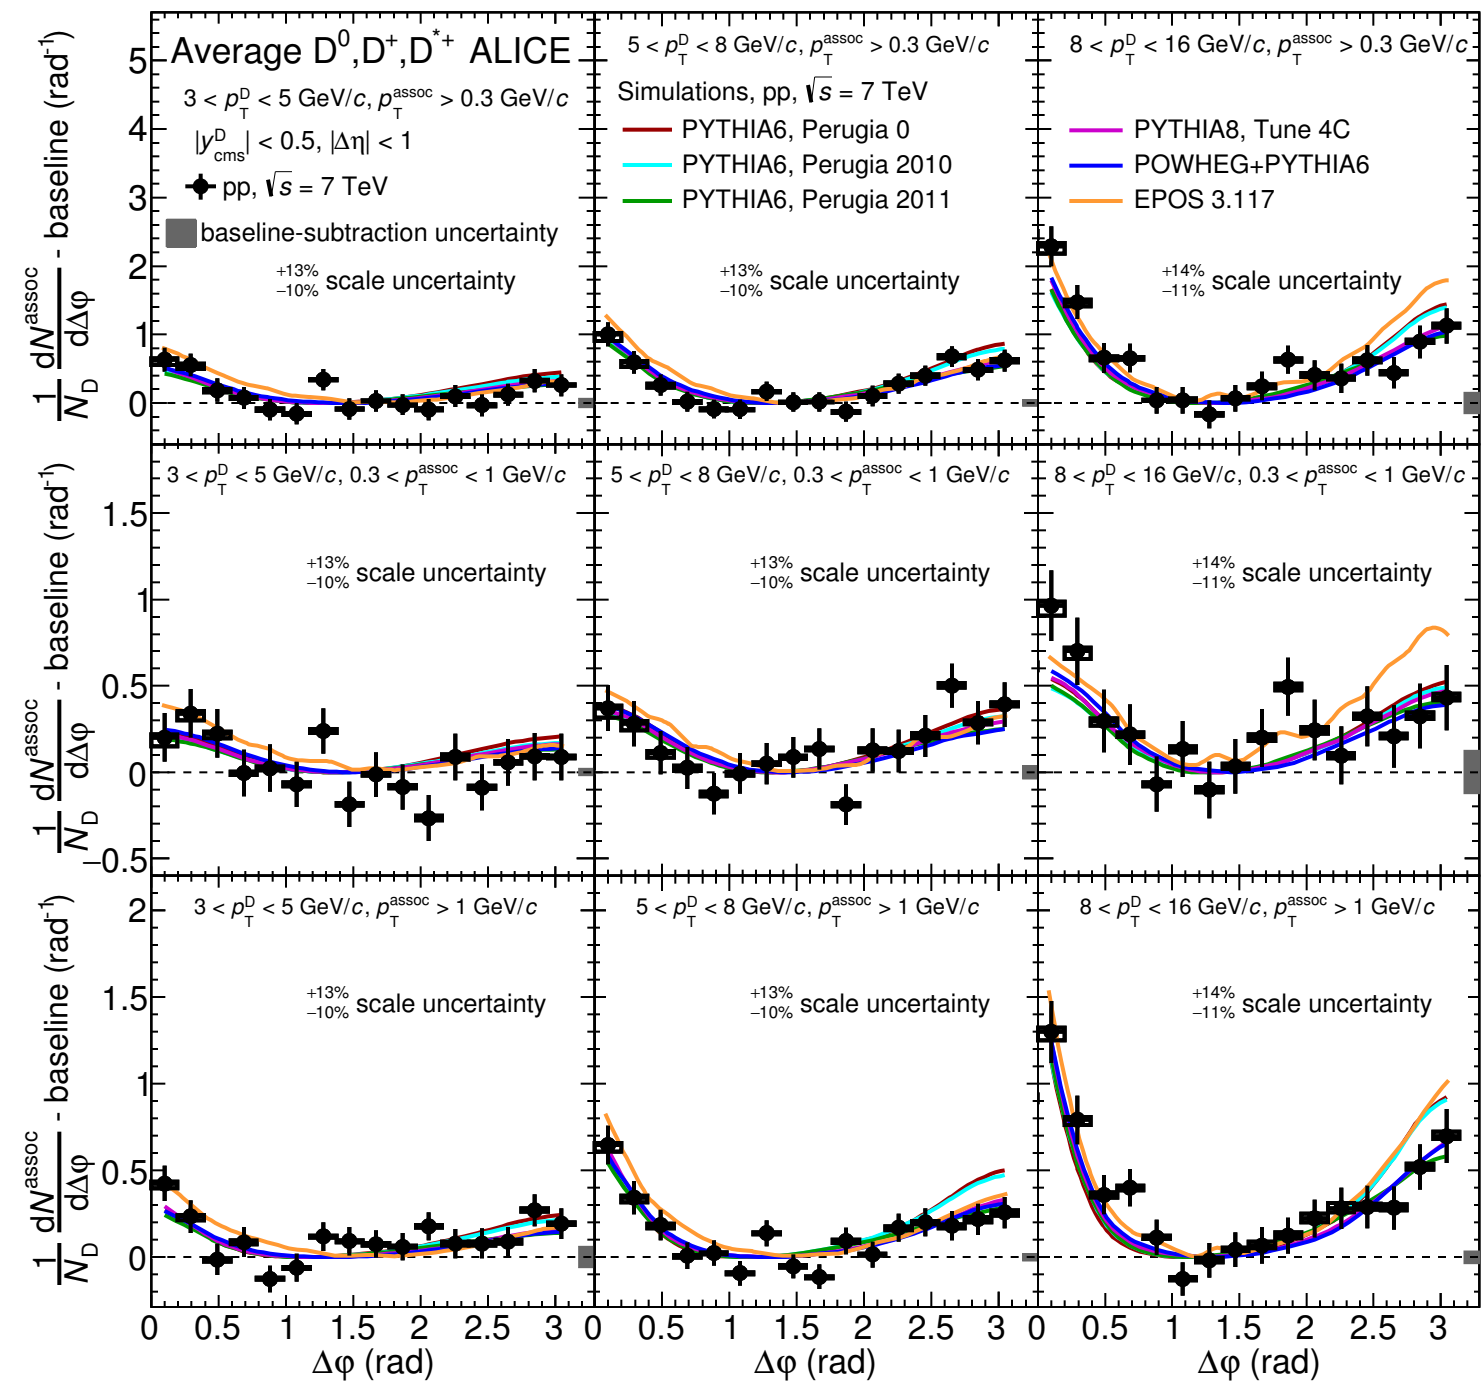 Average D⁰,D⁺,D*⁺ ALICE
3 < p_T^D < 5 GeV/c, p_T^assoc > 0.3 GeV/c
|y_cms^D| < 0.5, |Δη| < 1
pp, √s = 7 TeV
baseline-subtraction uncertainty
+13%
−10% scale uncertainty
5 < p_T^D < 8 GeV/c, p_T^assoc > 0.3 GeV/c
Simulations, pp, √s = 7 TeV
PYTHIA6, Perugia 0
PYTHIA6, Perugia 2010
PYTHIA6, Perugia 2011
+13%
−10% scale uncertainty
8 < p_T^D < 16 GeV/c, p_T^assoc > 0.3 GeV/c
PYTHIA8, Tune 4C
POWHEG+PYTHIA6
EPOS 3.117
+14%
−11% scale uncertainty
1/N_D dN^assoc/dΔφ - baseline (rad⁻¹)
5
4
3
2
1
0
3 < p_T^D < 5 GeV/c, 0.3 < p_T^assoc < 1 GeV/c
+13%
−10% scale uncertainty
5 < p_T^D < 8 GeV/c, 0.3 < p_T^assoc < 1 GeV/c
+13%
−10% scale uncertainty
8 < p_T^D < 16 GeV/c, 0.3 < p_T^assoc < 1 GeV/c
+14%
−11% scale uncertainty
1/N_D dN^assoc/dΔφ - baseline (rad⁻¹)
1.5
1
0.5
0
−0.5
3 < p_T^D < 5 GeV/c, p_T^assoc > 1 GeV/c
+13%
−10% scale uncertainty
5 < p_T^D < 8 GeV/c, p_T^assoc > 1 GeV/c
+13%
−10% scale uncertainty
8 < p_T^D < 16 GeV/c, p_T^assoc > 1 GeV/c
+14%
−11% scale uncertainty
1/N_D dN^assoc/dΔφ - baseline (rad⁻¹)
2
1.5
1
0.5
0
0 0.5 1 1.5 2 2.5 3 0 0.5 1 1.5 2 2.5 3 0 0.5 1 1.5 2 2.5 3
Δφ (rad) Δφ (rad) Δφ (rad)